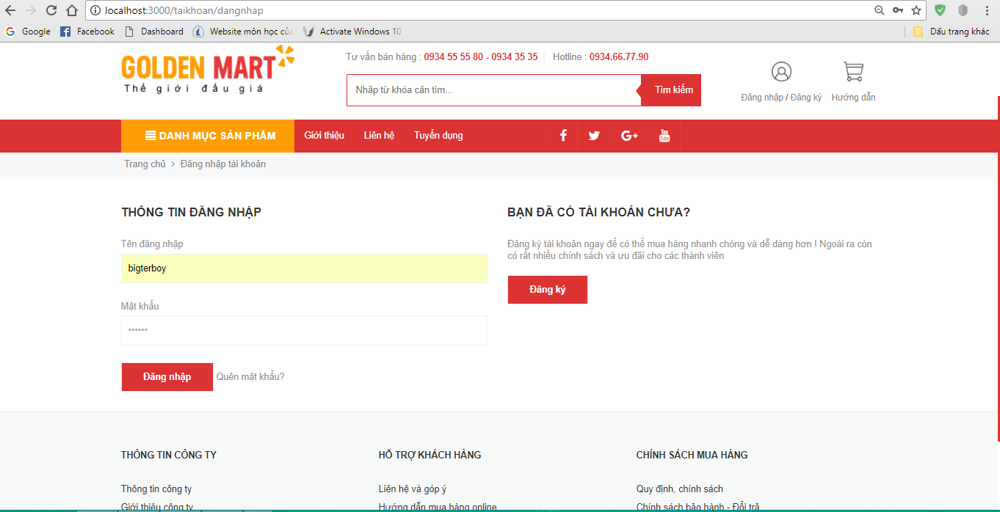 localhost:3000/taikhoan/dangnhap
Google Facebook Dashboard Website môn học của Activate Windows 10 Dấu trang khác
GOLDEN MART
Thế giới đấu giá
Tư vấn bán hàng : 0934 55 55 80 - 0934 35 35 | Hotline : 0934.66.77.90
Nhập từ khóa cần tìm... Tìm kiếm
Đăng nhập / Đăng ký Hướng dẫn
DANH MỤC SẢN PHẨM Giới thiệu Liên hệ Tuyển dụng
Trang chủ > Đăng nhập tài khoản
THÔNG TIN ĐĂNG NHẬP
Tên đăng nhập
bigterboy
Mật khẩu
••••••
Đăng nhập Quên mật khẩu?
BẠN ĐÃ CÓ TÀI KHOẢN CHƯA?
Đăng ký tài khoản ngay để có thể mua hàng nhanh chóng và dễ dàng hơn ! Ngoài ra còn
có rất nhiều chính sách và ưu đãi cho các thành viên
Đăng ký
THÔNG TIN CÔNG TY
Thông tin công ty
Giới thiệu công ty
HỖ TRỢ KHÁCH HÀNG
Liên hệ và góp ý
Hướng dẫn mua hàng online
CHÍNH SÁCH MUA HÀNG
Quy định, chính sách
Chính sách bảo hành - Đổi trả